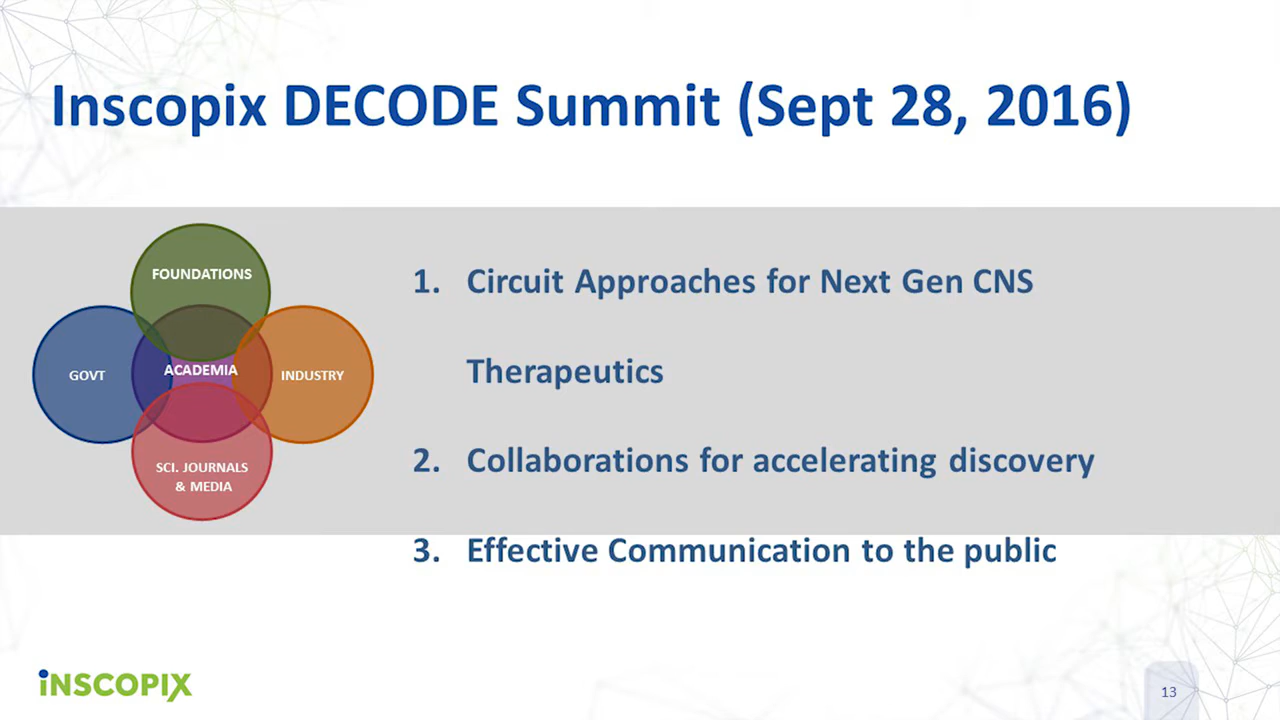 Inscopix DECODE Summit (Sept 28, 2016)
FOUNDATIONS
GOVT
ACADEMIA
INDUSTRY
SCI. JOURNALS
& MEDIA
1. Circuit Approaches for Next Gen CNS
Therapeutics
2. Collaborations for accelerating discovery
3. Effective Communication to the public
iNSCOPIX
13